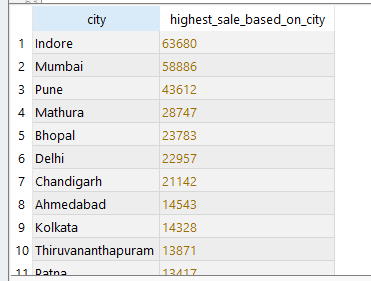 city highest_sale_based_on_city
1 Indore 63680
2 Mumbai 58886
3 Pune 43612
4 Mathura 28747
5 Bhopal 23783
6 Delhi 22957
7 Chandigarh 21142
8 Ahmedabad 14543
9 Kolkata 14328
10 Thiruvananthapuram 13871
11 Patna 13417